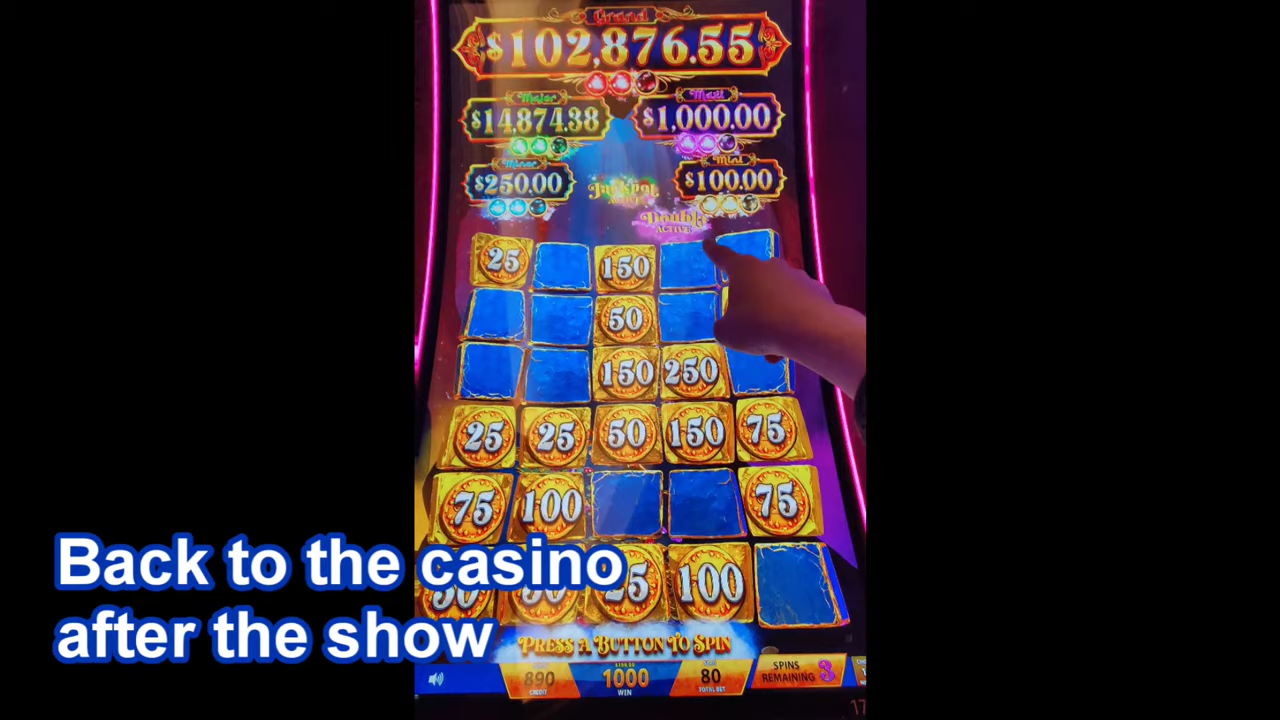 Grand
$102,876.55
Major
Maxi
$14,874.38
$1,000.00
Minor
Mini
$250.00
$100.00
Jackpot
Double
ACTIVE
25 150
50
150 250
25 25 50 150 75
75 100 75
25 100
Back to the casino
after the show
PRESS A BUTTON TO SPIN
890 1000 80 SPINS
CREDIT WIN TOTAL BET REMAINING 3